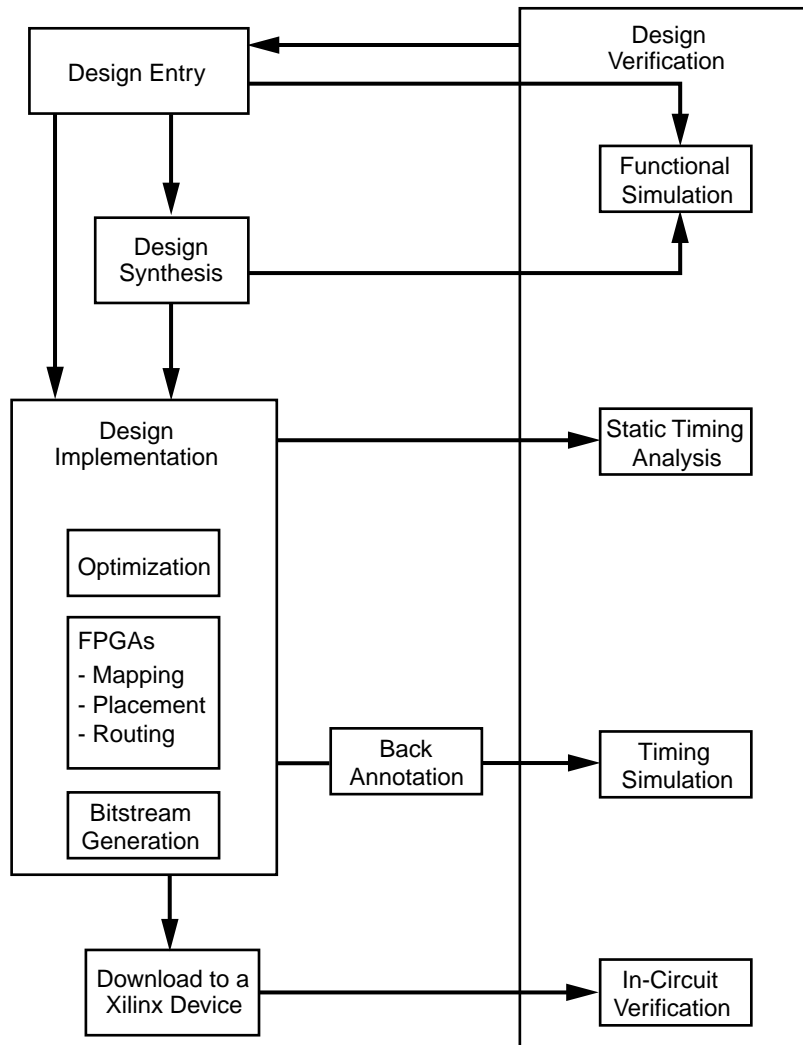 Design Entry
Design
Verification
Functional
Simulation
Design
Synthesis
Design
Implementation
Static Timing
Analysis
Optimization
FPGAs
- Mapping
- Placement
- Routing
Back
Annotation
Timing
Simulation
Bitstream
Generation
Download to a
Xilinx Device
In-Circuit
Verification